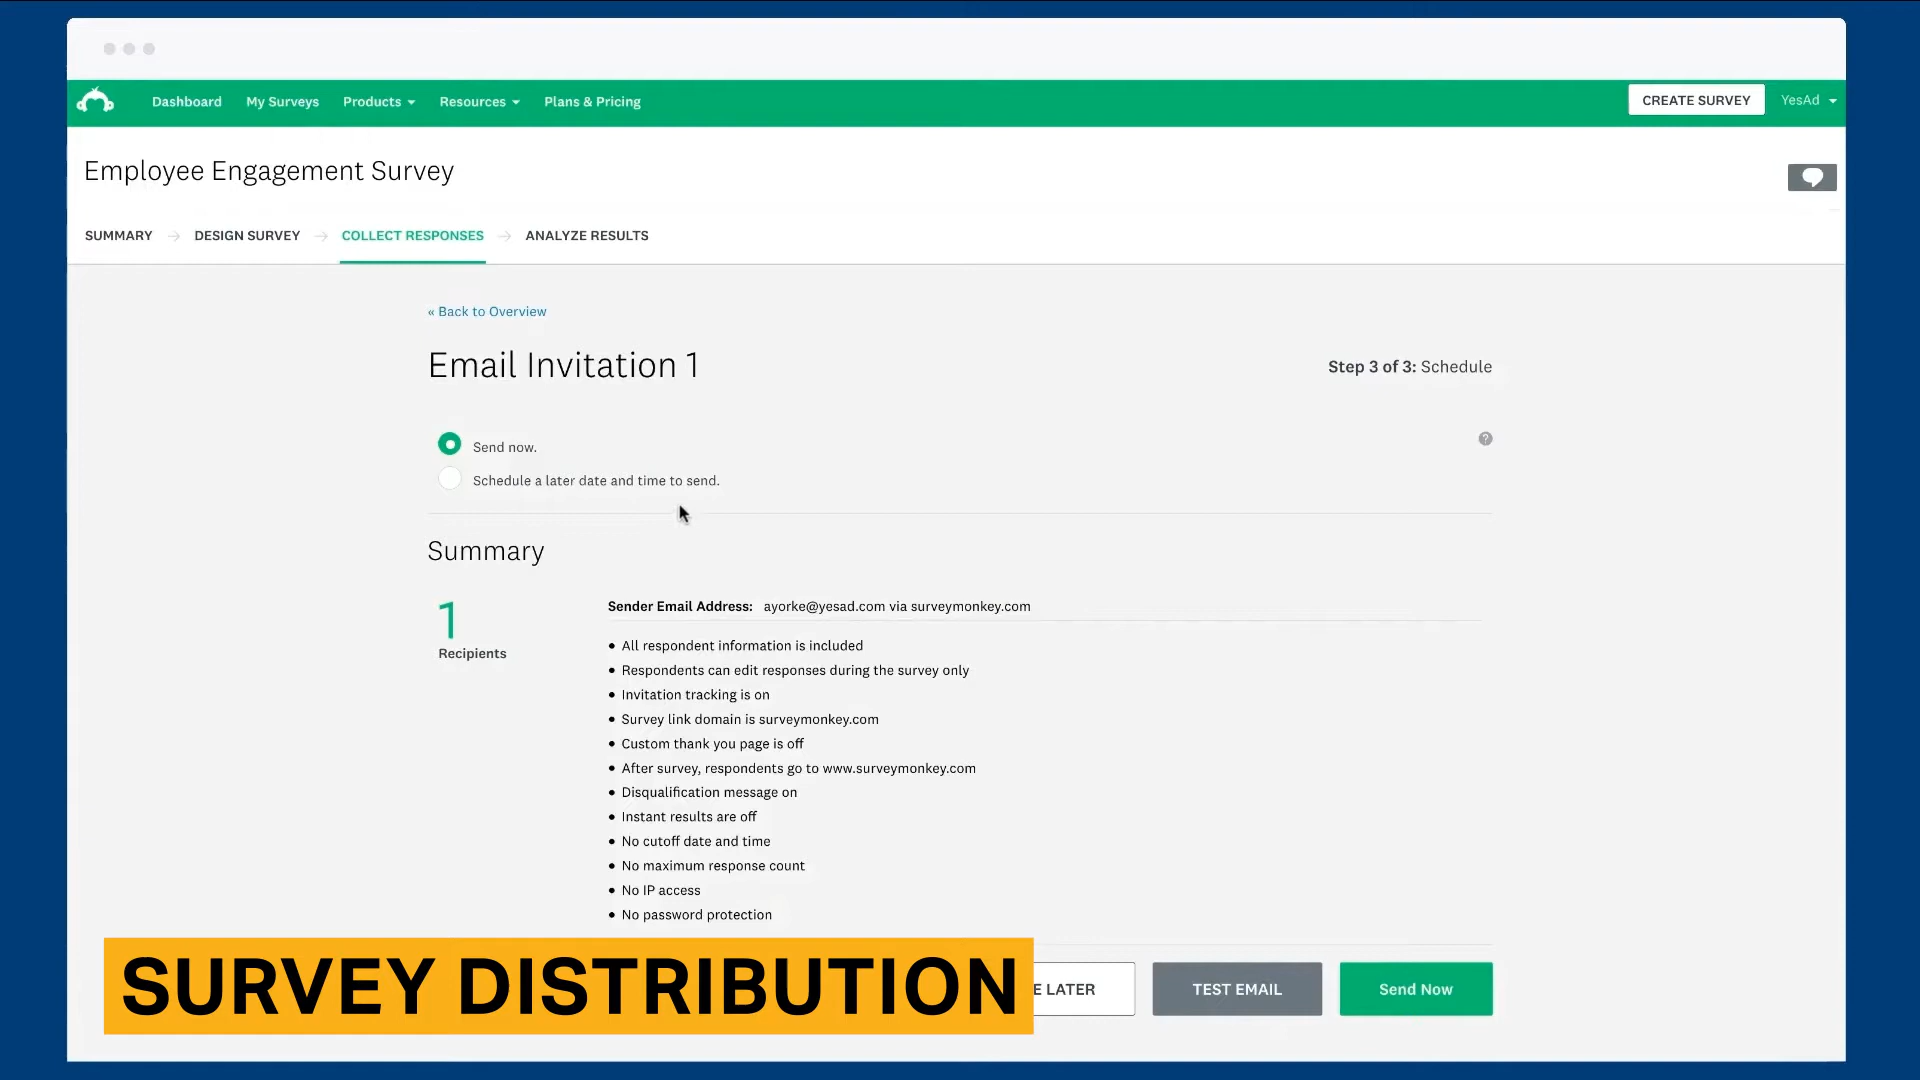 Dashboard My Surveys Products Resources Plans & Pricing CREATE SURVEY YesAd
Employee Engagement Survey
SUMMARY DESIGN SURVEY COLLECT RESPONSES ANALYZE RESULTS
« Back to Overview
Email Invitation 1 Step 3 of 3: Schedule
Send now. ?
Schedule a later date and time to send.
Summary
1
Recipients
Sender Email Address: ayorke@yesad.com via surveymonkey.com
• All respondent information is included
• Respondents can edit responses during the survey only
• Invitation tracking is on
• Survey link domain is surveymonkey.com
• Custom thank you page is off
• After survey, respondents go to www.surveymonkey.com
• Disqualification message on
• Instant results are off
• No cutoff date and time
• No maximum response count
• No IP access
• No password protection
SURVEY DISTRIBUTION E LATER TEST EMAIL Send Now